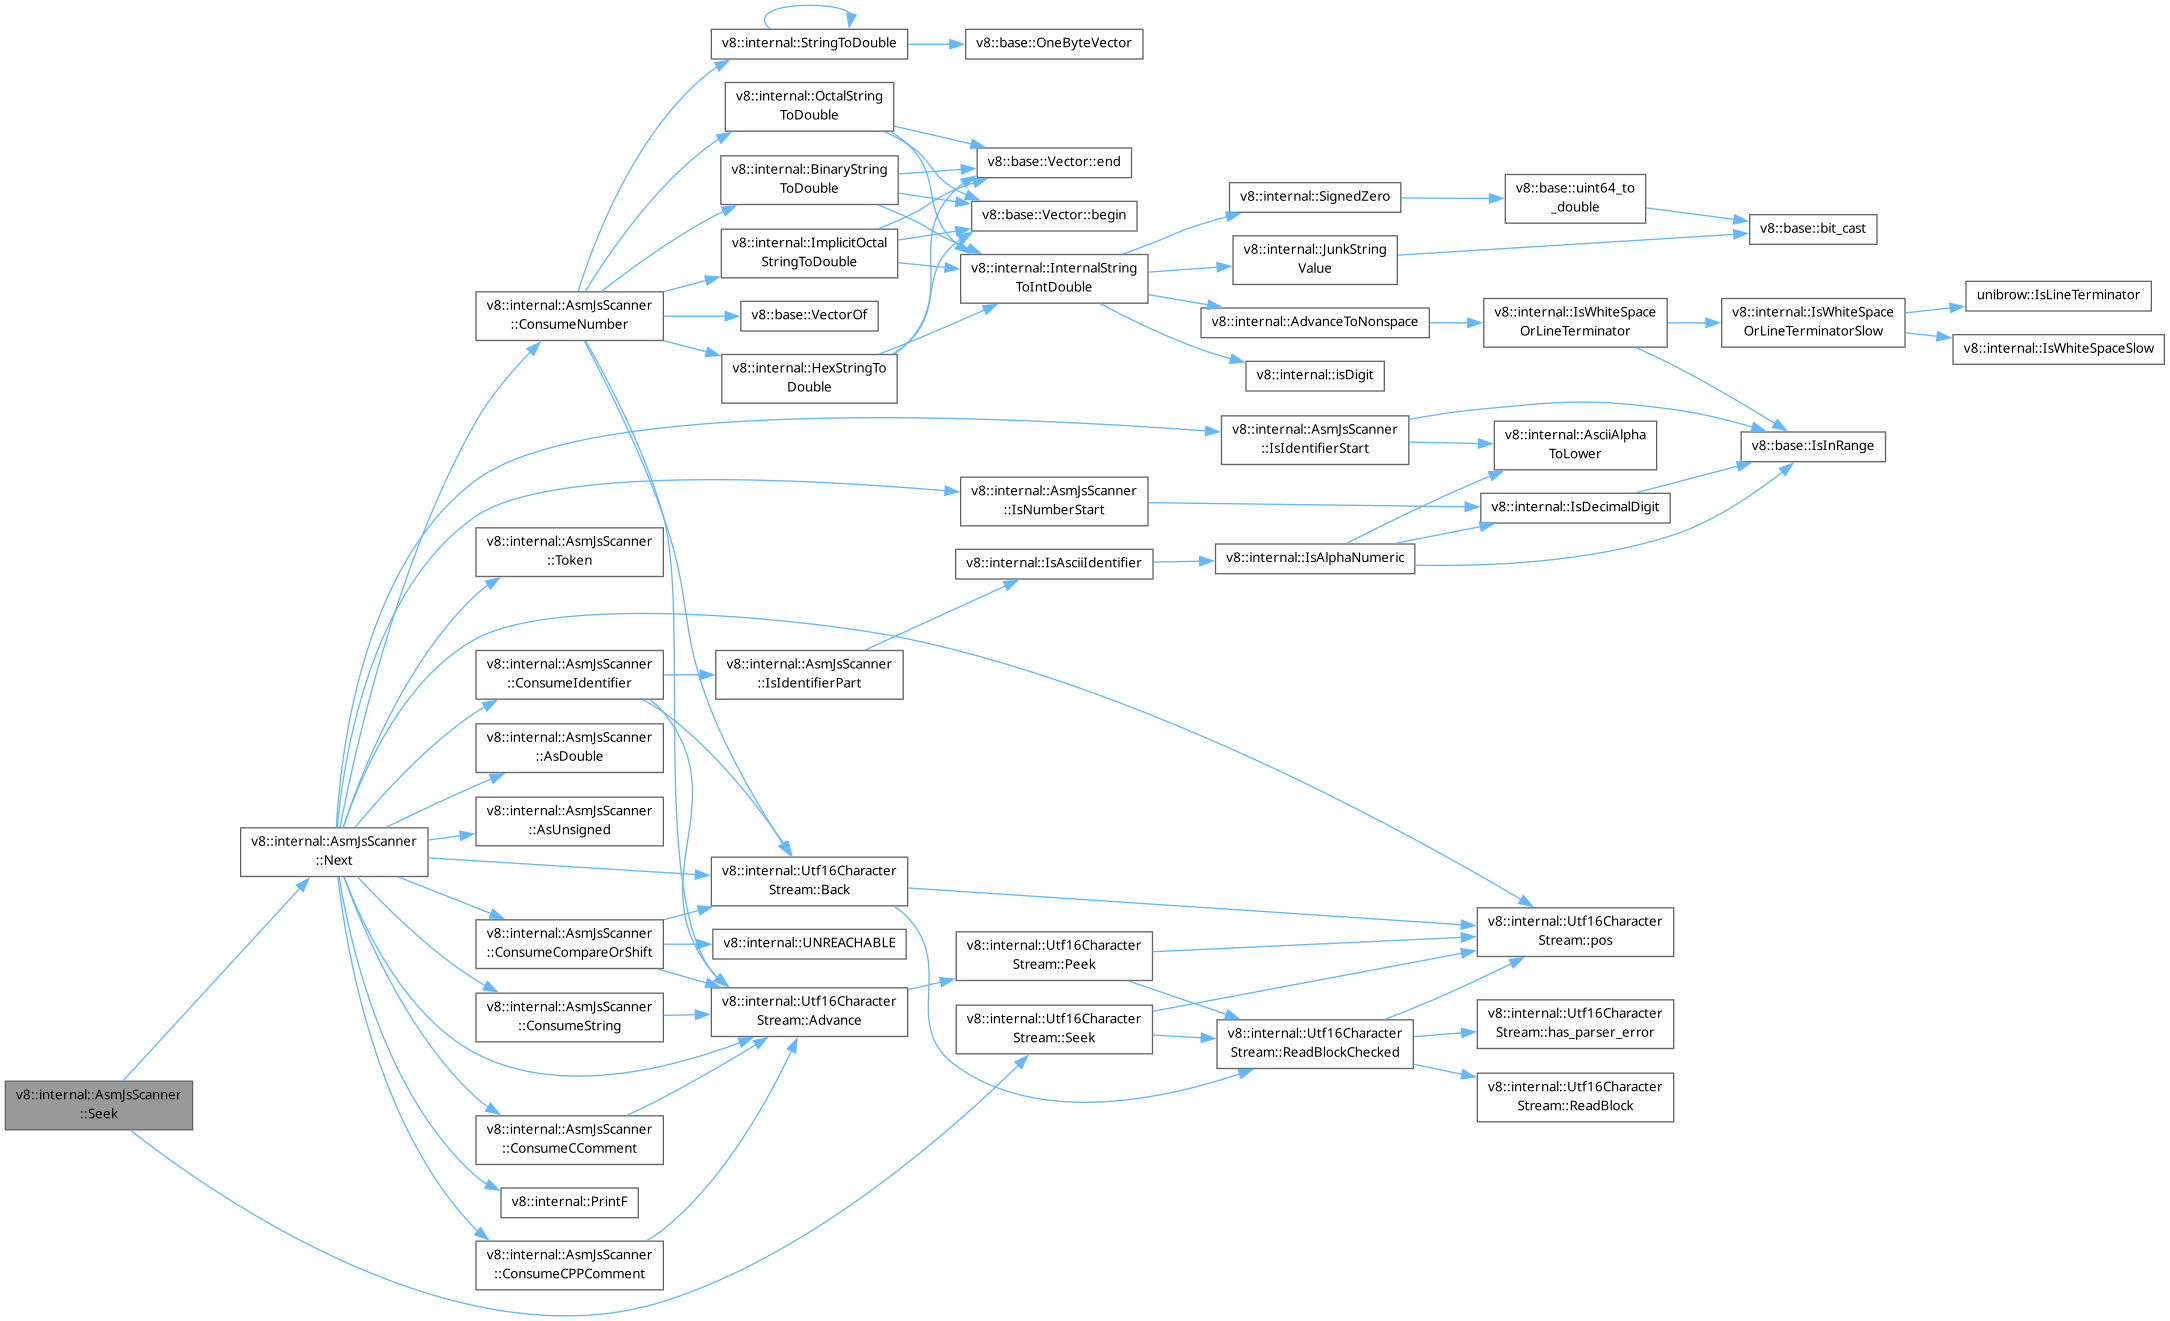 v8::internal::StringToDouble
v8::base::OneByteVector
v8::internal::OctalString
ToDouble
v8::base::Vector::end
v8::internal::BinaryString
ToDouble
v8::base::Vector::begin
v8::internal::SignedZero
v8::base::uint64_to
_double
v8::base::bit_cast
v8::internal::ImplicitOctal
StringToDouble
v8::internal::InternalString
ToIntDouble
v8::internal::JunkString
Value
v8::internal::AsmJsScanner
::ConsumeNumber
v8::base::VectorOf
v8::internal::AdvanceToNonspace
v8::internal::IsWhiteSpace
OrLineTerminator
v8::internal::IsWhiteSpace
OrLineTerminatorSlow
unibrow::IsLineTerminator
v8::internal::IsWhiteSpaceSlow
v8::internal::HexStringTo
Double
v8::internal::isDigit
v8::internal::AsmJsScanner
::IsIdentifierStart
v8::internal::AsciiAlpha
ToLower
v8::base::IsInRange
v8::internal::AsmJsScanner
::IsNumberStart
v8::internal::IsDecimalDigit
v8::internal::AsmJsScanner
::Token
v8::internal::IsAsciiIdentifier
v8::internal::IsAlphaNumeric
v8::internal::AsmJsScanner
::ConsumeIdentifier
v8::internal::AsmJsScanner
::IsIdentifierPart
v8::internal::AsmJsScanner
::AsDouble
v8::internal::AsmJsScanner
::AsUnsigned
v8::internal::AsmJsScanner
::Next
v8::internal::Utf16Character
Stream::Back
v8::internal::AsmJsScanner
::ConsumeCompareOrShift
v8::internal::UNREACHABLE
v8::internal::Utf16Character
Stream::Peek
v8::internal::Utf16Character
Stream::pos
v8::internal::AsmJsScanner
::ConsumeString
v8::internal::Utf16Character
Stream::Advance
v8::internal::Utf16Character
Stream::Seek
v8::internal::Utf16Character
Stream::ReadBlockChecked
v8::internal::Utf16Character
Stream::has_parser_error
v8::internal::Utf16Character
Stream::ReadBlock
v8::internal::AsmJsScanner
::Seek
v8::internal::AsmJsScanner
::ConsumeCComment
v8::internal::PrintF
v8::internal::AsmJsScanner
::ConsumeCPPComment